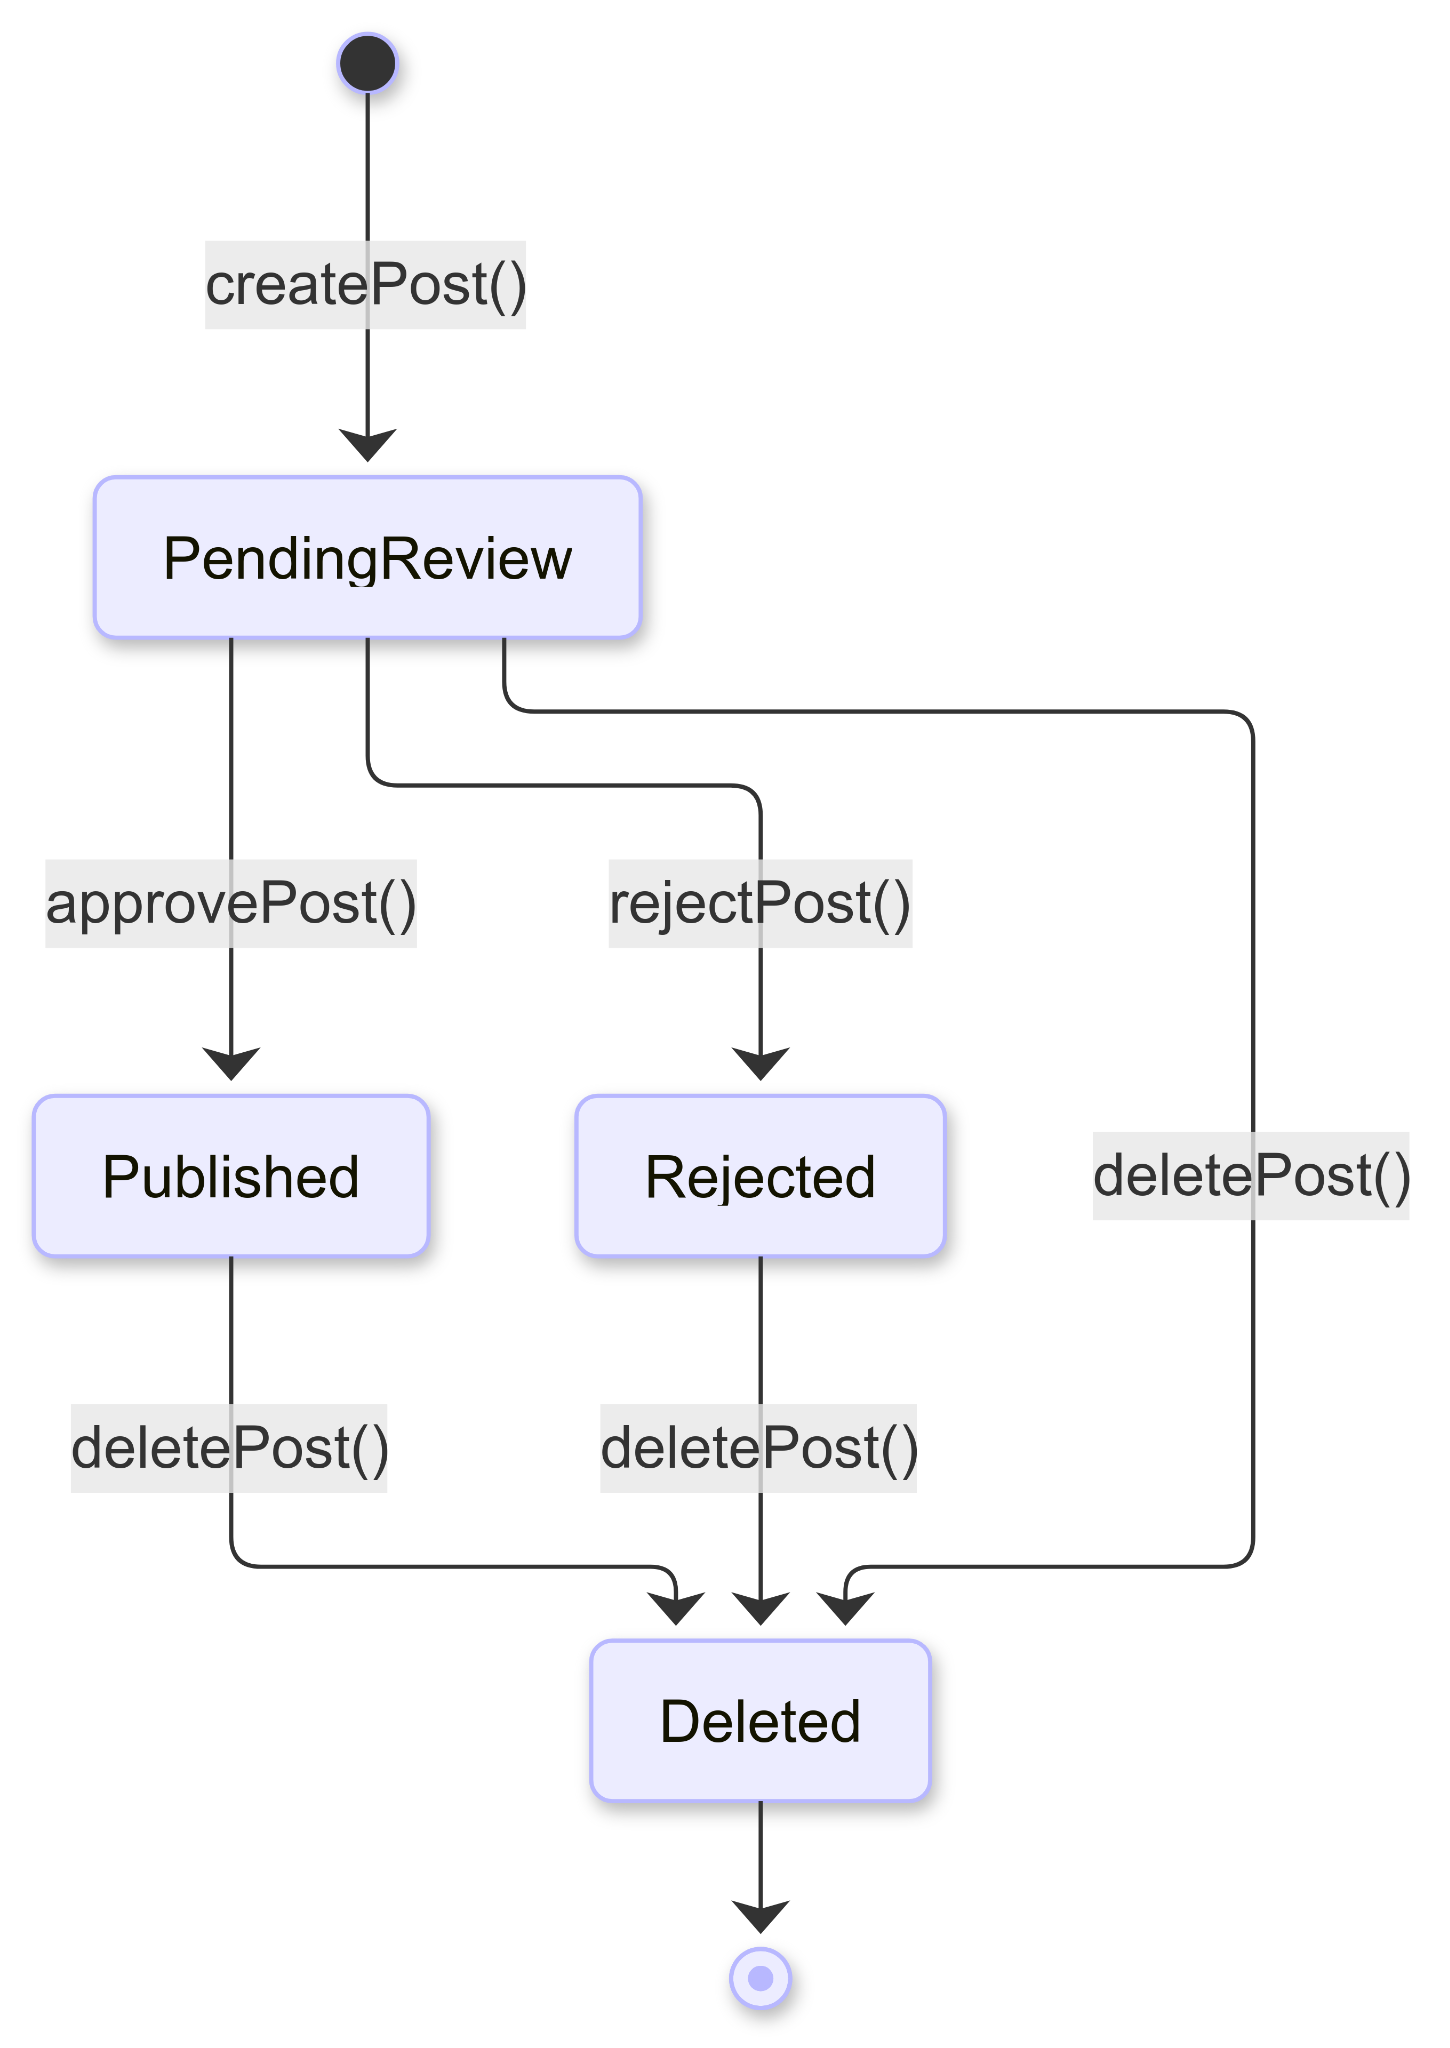 createPost()
PendingReview
approvePost()
rejectPost()
Published
Rejected
deletePost()
deletePost()
deletePost()
Deleted